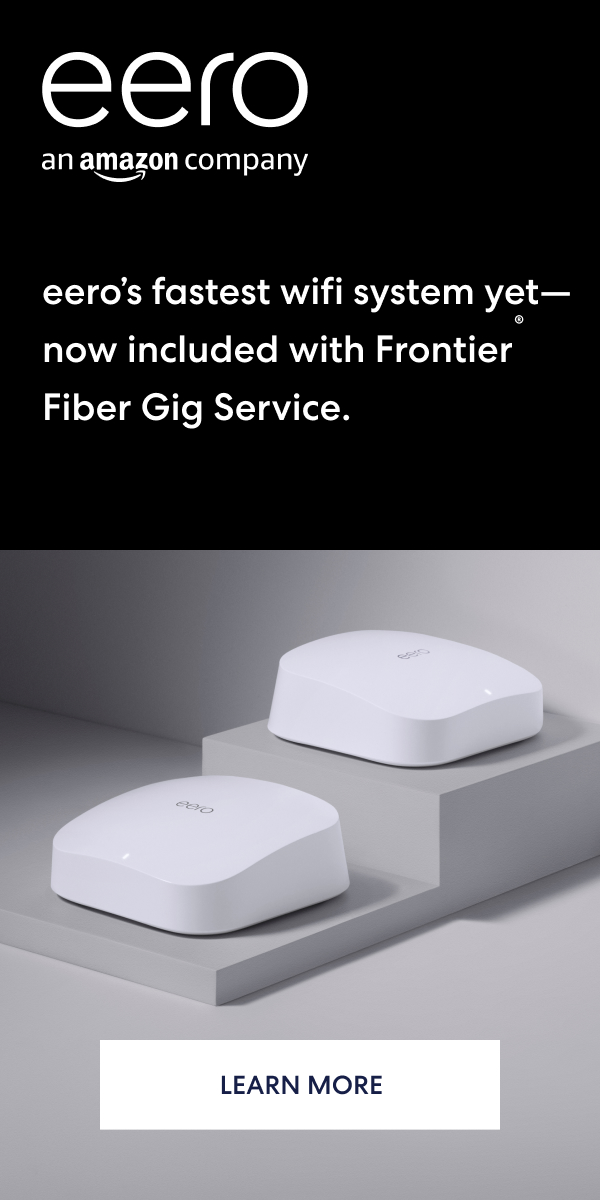 eero
an amazon company
eero’s fastest wifi system yet—
now included with Frontier®
Fiber Gig Service.
eero
eero
LEARN MORE